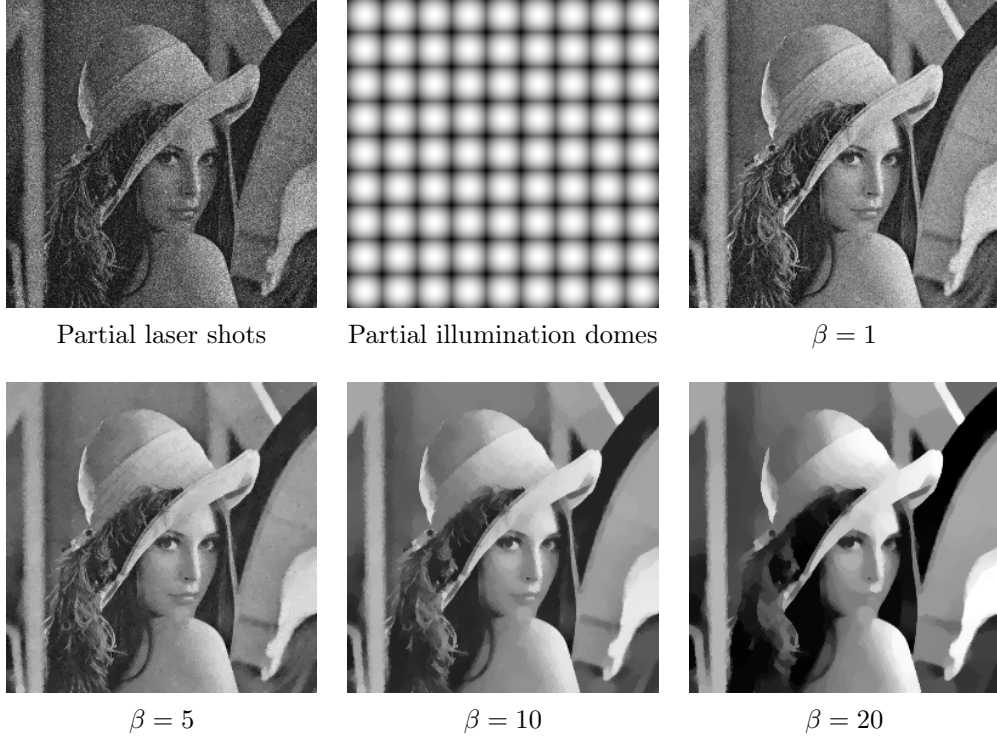 Partial laser shots
Partial illumination domes
β = 1
β = 5
β = 10
β = 20